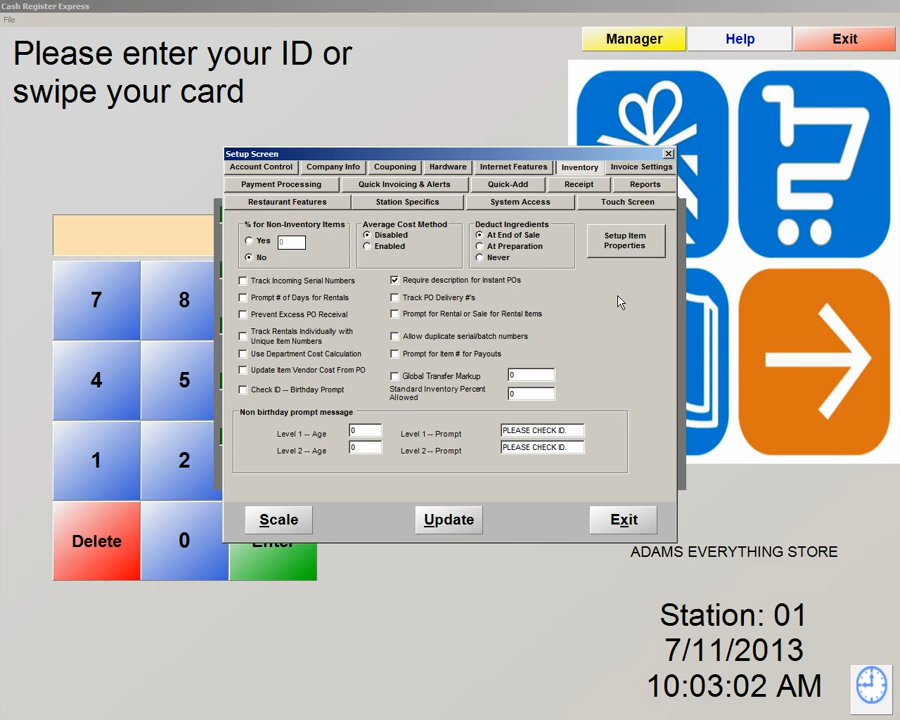 Cash Register Express
File
Please enter your ID or
swipe your card
Manager
Help
Exit
Setup Screen
Account Control
Company Info
Couponing
Hardware
Internet Features
Inventory
Invoice Settings
Payment Processing
Quick Invoicing & Alerts
Quick-Add
Receipt
Reports
Restaurant Features
Station Specifics
System Access
Touch Screen
% for Non-Inventory Items
Yes
0
No
Average Cost Method
Disabled
Enabled
Deduct Ingredients
At End of Sale
At Preparation
Never
Setup Item
Properties
Track Incoming Serial Numbers
Prompt # of Days for Rentals
Prevent Excess PO Receival
Track Rentals Individually with
Unique Item Numbers
Use Department Cost Calculation
Update Item Vendor Cost From PO
Check ID -- Birthday Prompt
Require description for Instant POs
Track PO Delivery #'s
Prompt for Rental or Sale for Rental Items
Allow duplicate serial/batch numbers
Prompt for Item # for Payouts
Global Transfer Markup
0
Standard Inventory Percent
Allowed
0
Non birthday prompt message
Level 1 -- Age
0
Level 1 -- Prompt
PLEASE CHECK ID.
Level 2 -- Age
0
Level 2 -- Prompt
PLEASE CHECK ID.
Scale
Update
Exit
7
8
4
5
1
2
Delete
0
Enter
ADAMS EVERYTHING STORE
Station: 01
7/11/2013
10:03:02 AM